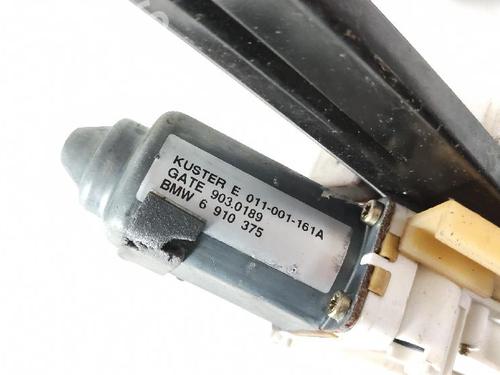 KUSTER E 011-001-161A
GATE 903.0189
BMW 6 910 375